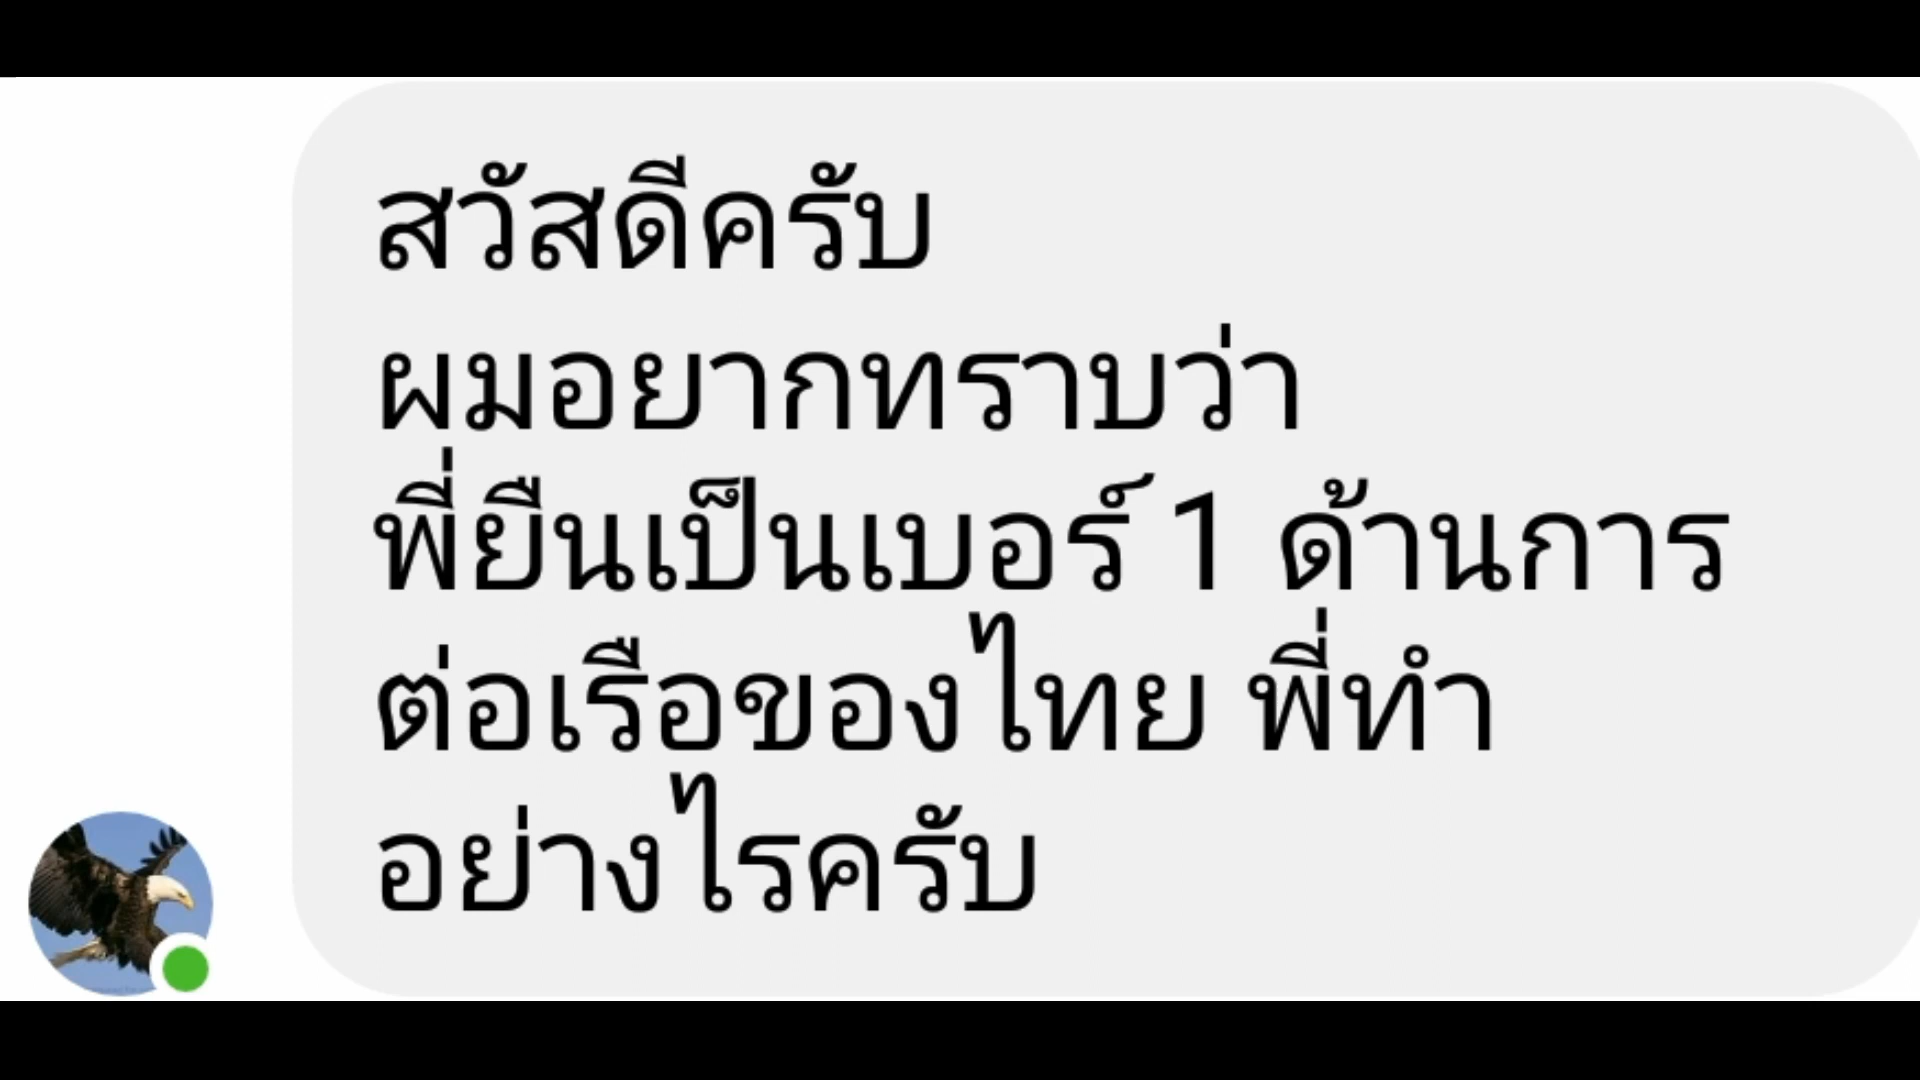 สวัสดีครับ
ผมอยากทราบว่า
พี่ยืนเป็นเบอร์ 1 ด้านการ
ต่อเรือของไทย พี่ทำ
อย่างไรครับ